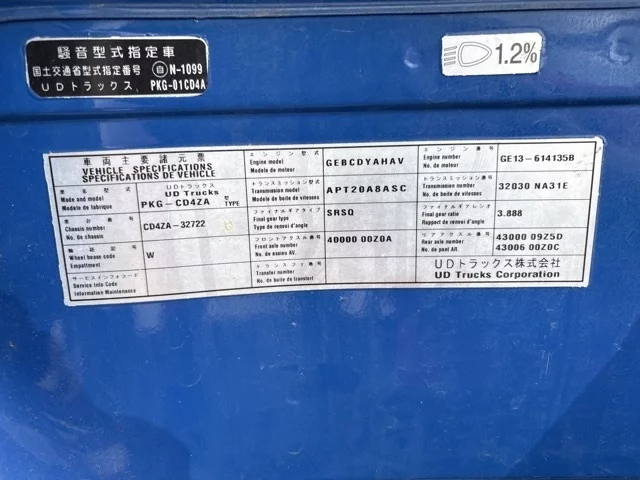 騒音型式指定車
国土交通省型式指定番号 自 N-1099
UDトラックス PKG-01CD4A
1.2%
車両主要諸元票
VEHICLE SPECIFICATIONS
SPECIFICATIONS DE VEHICLE
車名型式
Make and model
Modele de fabrique
UDトラックス
UD Trucks
PKG-CD4ZA 型 TYPE
車台番号
Chassis number
No. de chassis
CD4ZA-32722
軸距記号
Wheel bease code
Empattement
W
サービスインフォコード
Service Info Code
Information Maintenance
エンジン型式
Engine model
Modele de moteur
GEBCDYAHAV
トランスミッション型式
Transmission model
Modele de boite de vitesses
APT20A8ASC
ファイナルギアタイプ
Final gear type
Type de renvoi d'angle
SRSQ
フロントアクスル番号
Front axle number
No. de essieu AV.
40000 00Z0A
トランスファ番号
Transfer number
No. de boite de transfert
エンジン番号
Engine number
No. de moteur
GE13-614135B
トランスミッション番号
Transmission number
No. de boite de vitesses
32030 NA31E
ファイナルギアレシオ
Final gear ratio
Rapport de renvoi d'angle
3.888
リアアクスル番号
Rear axle number
No. de pont AR.
43000 09Z5D
43006 00Z0C
UDトラックス株式会社
UD Trucks Corporation